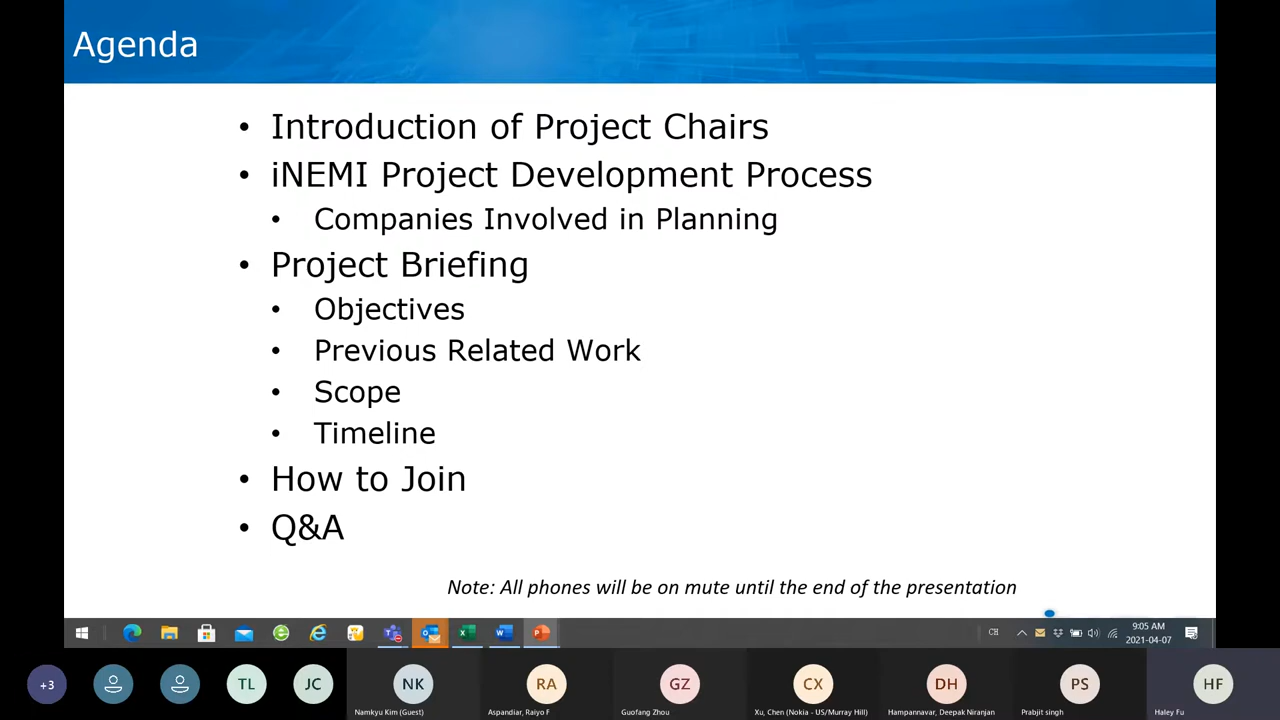 Agenda
• Introduction of Project Chairs
• iNEMI Project Development Process
• Companies Involved in Planning
• Project Briefing
• Objectives
• Previous Related Work
• Scope
• Timeline
• How to Join
• Q&A
Note: All phones will be on mute until the end of the presentation
CH
9:05 AM
2021-04-07
+3
TL
JC
NK
RA
GZ
CX
DH
PS
HF
Namkyu Kim (Guest)
Aspandiar, Raiyo F
Guofang Zhou
Xu, Chen (Nokia - US/Murray Hill)
Hampannavar, Deepak Niranjan
Prabjit singh
Haley Fu